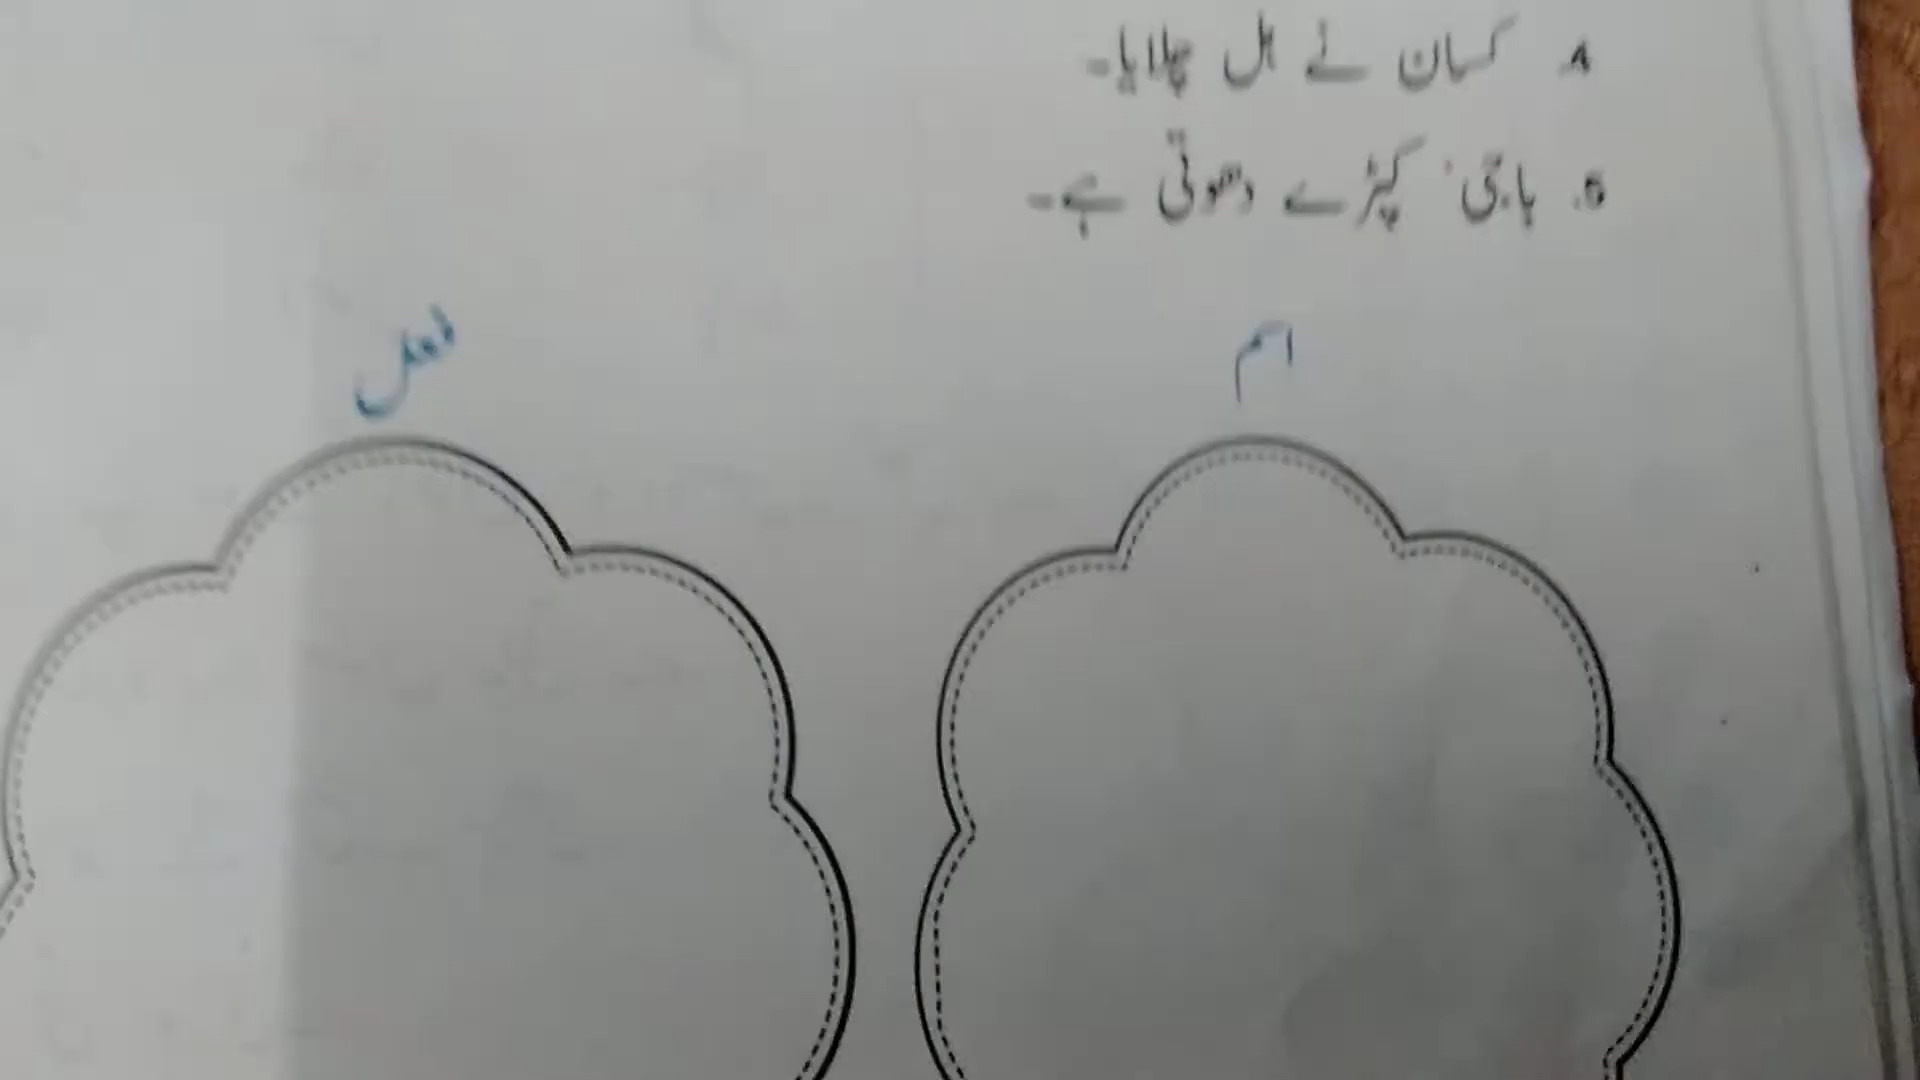 4. کسان نے ہل چلایا۔
5. باجی کپڑے دھوتی ہے۔
اسم
فعل